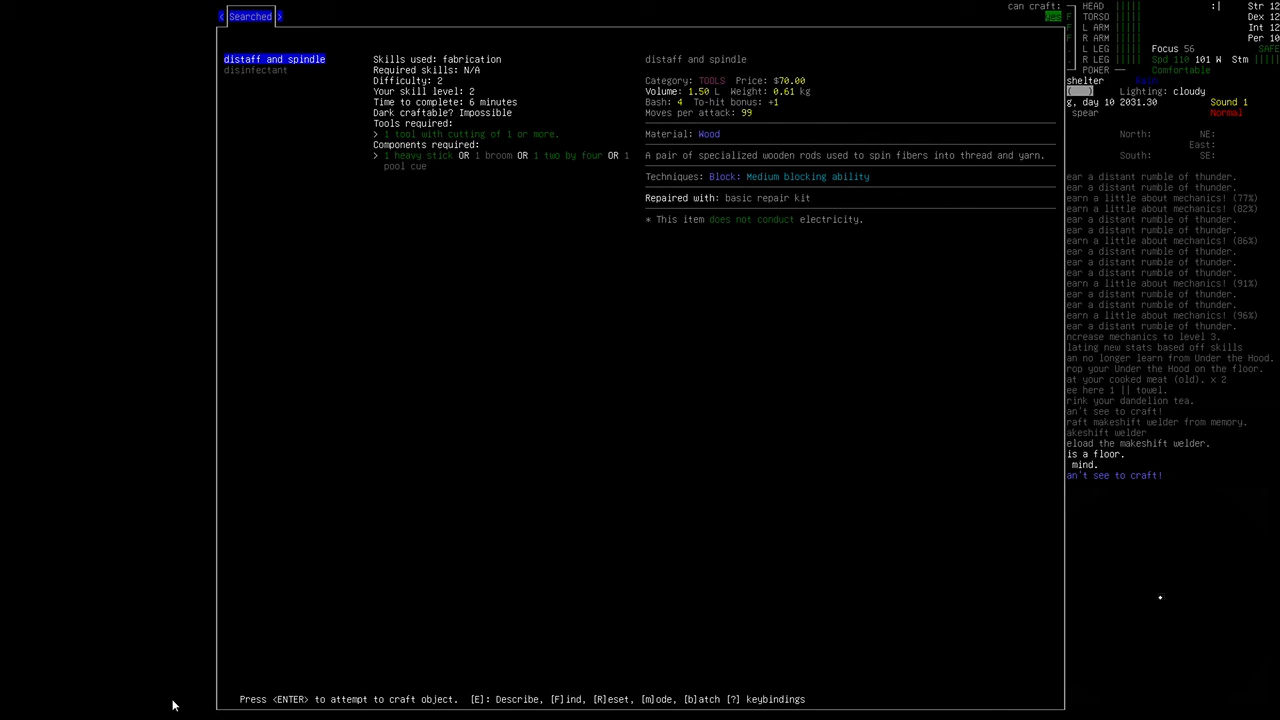 < Searched >
can craft:
yes
distaff and spindle
disinfectant
Skills used: fabrication
Required skills: N/A
Difficulty: 2
Your skill level: 2
Time to complete: 6 minutes
Dark craftable? Impossible
Tools required:
> 1 tool with cutting of 1 or more.
Components required:
> 1 heavy stick OR 1 broom OR 1 two by four OR 1
pool cue
distaff and spindle
Category: TOOLS Price: $70.00
Volume: 1.50 L Weight: 0.61 kg
Bash: 4 To-hit bonus: +1
Moves per attack: 99
Material: Wood
A pair of specialized wooden rods used to spin fibers into thread and yarn.
Techniques: Block: Medium blocking ability
Repaired with: basic repair kit
* This item does not conduct electricity.
Press <ENTER> to attempt to craft object. [E]: Describe, [F]ind, [R]eset, [m]ode, [b]atch [?] keybindings
HEAD ||||| :| Str 12
F TORSO ||||| Dex 12
L ARM ||||| Int 12
R ARM ||||| Per 10
L LEG ||||| Focus 56 SAFE
R LEG ||||| Spd 110 101 W Stm |||||
POWER — Comfortable
shelter Rain
( ) Lighting: cloudy
g, day 10 2031.30 Sound 1
spear Normal
North: NE:
East:
South: SE:
ear a distant rumble of thunder.
ear a distant rumble of thunder.
earn a little about mechanics! (77%)
earn a little about mechanics! (82%)
ear a distant rumble of thunder.
ear a distant rumble of thunder.
earn a little about mechanics! (86%)
ear a distant rumble of thunder.
ear a distant rumble of thunder.
ear a distant rumble of thunder.
earn a little about mechanics! (91%)
ear a distant rumble of thunder.
ear a distant rumble of thunder.
earn a little about mechanics! (96%)
ear a distant rumble of thunder.
ncrease mechanics to level 3.
lating new stats based off skills
an no longer learn from Under the Hood.
rop your Under the Hood on the floor.
at your cooked meat (old). x 2
ee here 1 || towel.
rink your dandelion tea.
an't see to craft!
raft makeshift welder from memory.
akeshift welder
eload the makeshift welder.
is a floor.
mind.
an't see to craft!